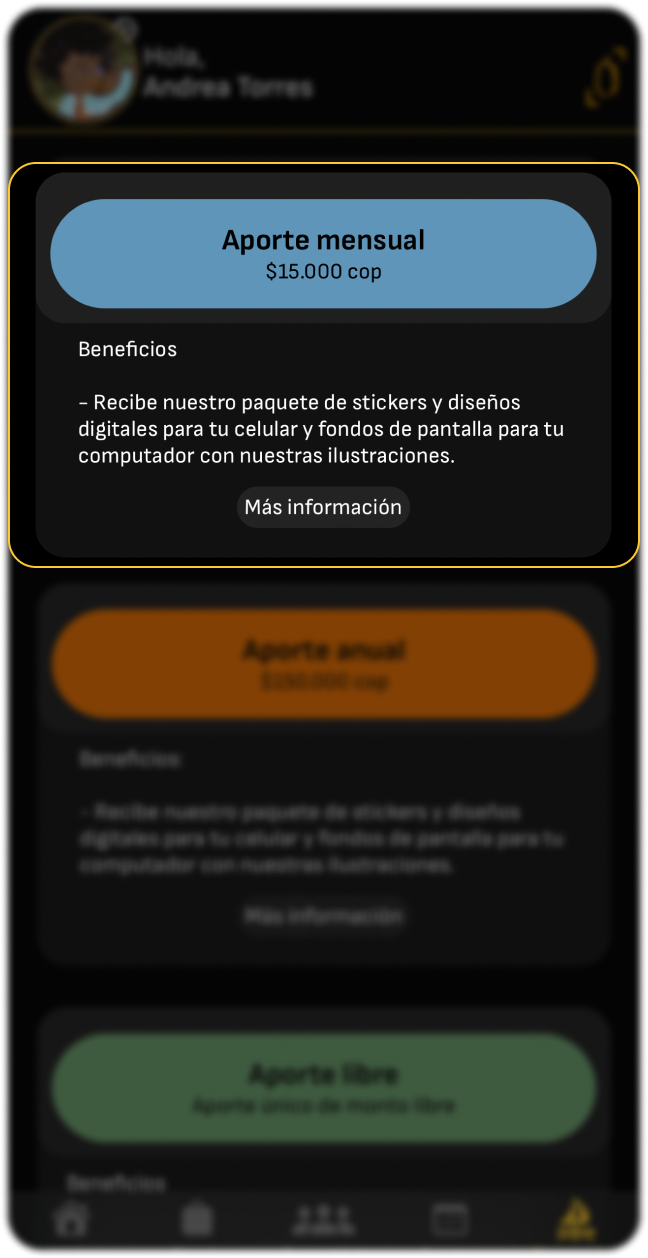 Hola,
Andrea Torres
Aporte mensual
$15.000 cop
Beneficios
- Recibe nuestro paquete de stickers y diseños
digitales para tu celular y fondos de pantalla para tu
computador con nuestras ilustraciones.
Más información
Aporte anual
$150.000 cop
Beneficios:
- Recibe nuestro paquete de stickers y diseños
digitales para tu celular y fondos de pantalla para tu
computador con nuestras ilustraciones.
Más información
Aporte libre
Aporte único de monto libre
Beneficios